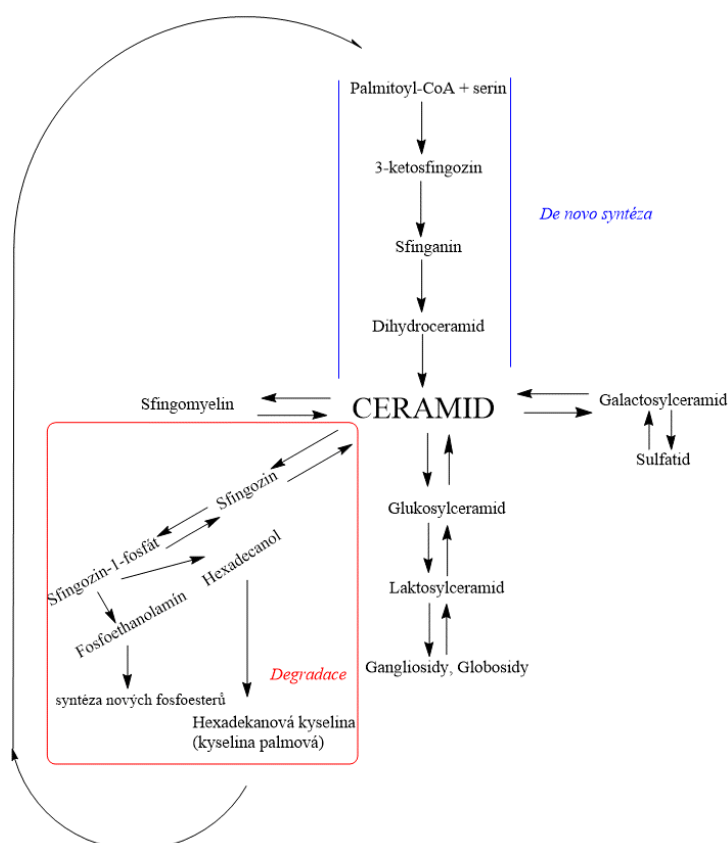 Palmitoyl-CoA + serin
3-ketosfingozin
De novo syntéza
Sfinganin
Dihydroceramid
Sfingomyelin
CERAMID
Galactosylceramid
Sulfatid
Sfingozin
Glukosylceramid
Sfingozin-1-fosfát
Hexadecanol
Laktosylceramid
Fosfoethanolamín
Gangliosidy, Globosidy
Degradace
syntéza nových fosfoesterů
Hexadekanová kyselina
(kyselina palmová)